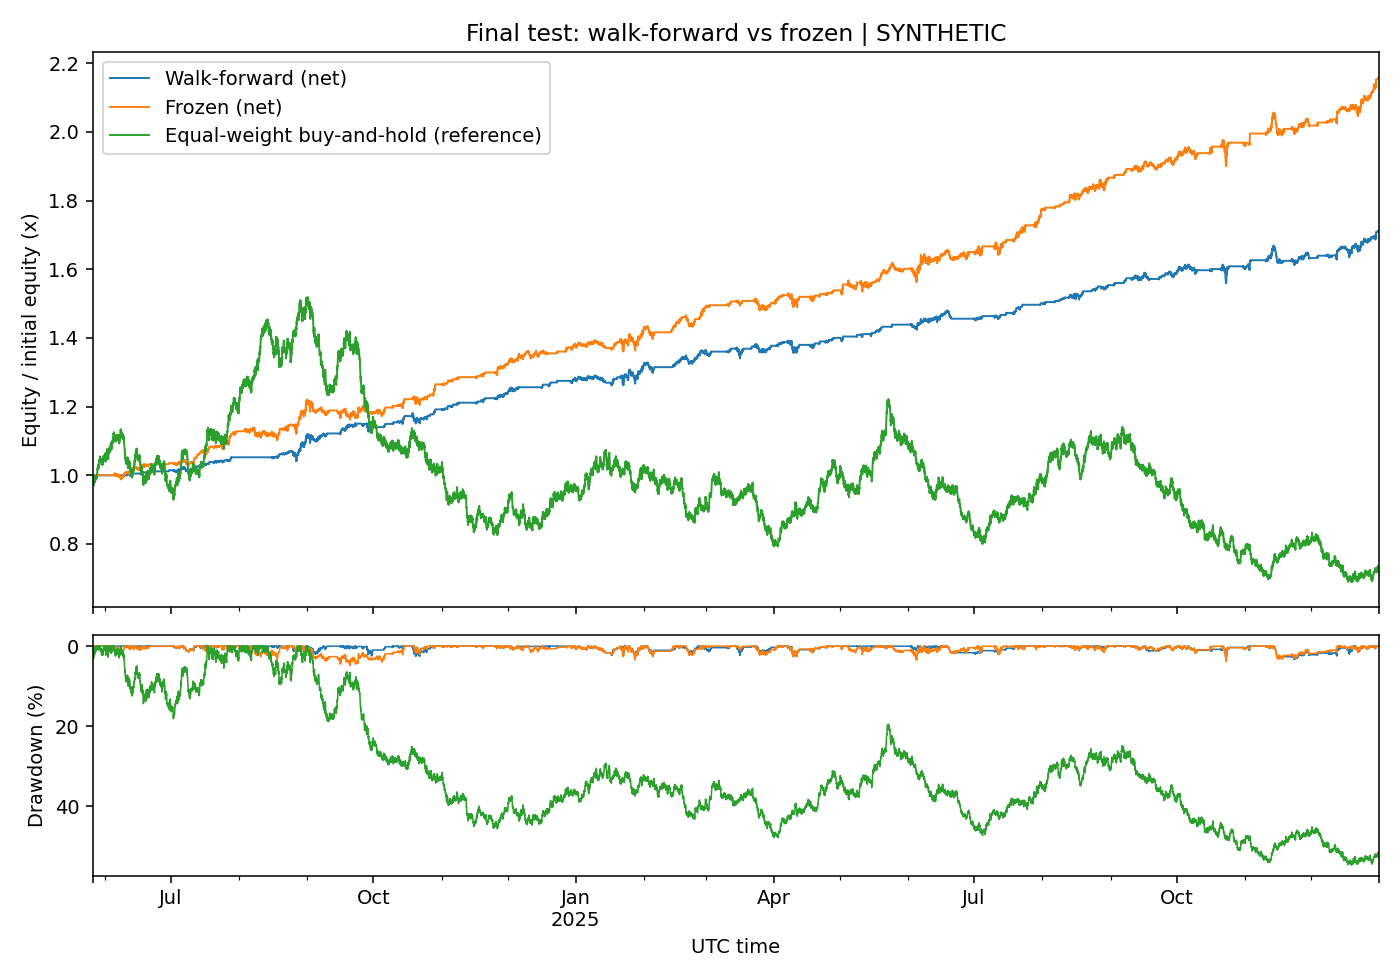 Final test: walk-forward vs frozen | SYNTHETIC
Walk-forward (net)
Frozen (net)
Equal-weight buy-and-hold (reference)
Equity / initial equity (x)
2.2
2.0
1.8
1.6
1.4
1.2
1.0
0.8
Drawdown (%)
0
20
40
Jul
Oct
Jan
2025
Apr
Jul
Oct
UTC time